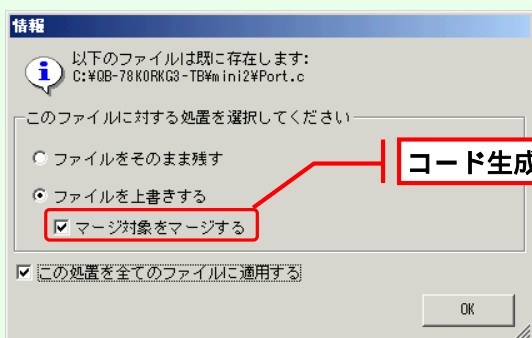 情報
以下のファイルは既に存在します:
C:¥QB-78K0RKG3-TB¥mini2¥Port.c
このファイルに対する処置を選択してください
ファイルをそのまま残す
コード生成
ファイルを上書きする
マージ対象をマージする
この処置を全てのファイルに適用する
OK